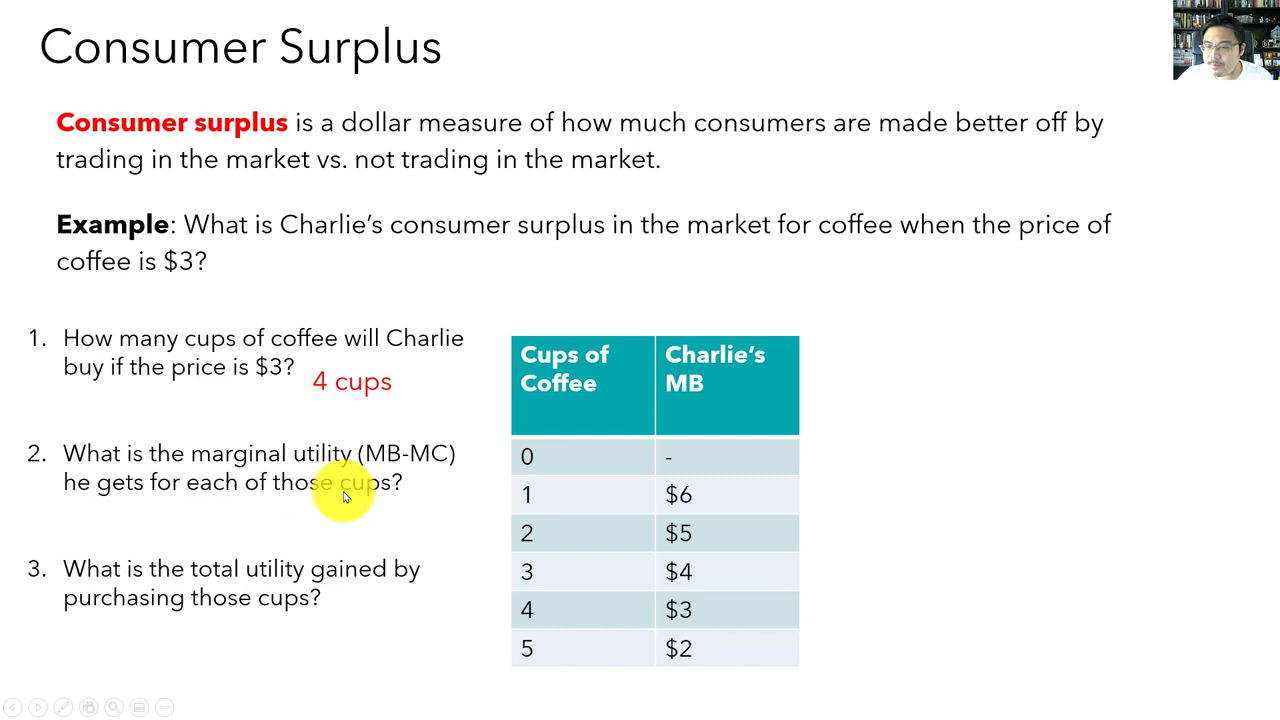 Consumer Surplus
Consumer surplus is a dollar measure of how much consumers are made better off by
trading in the market vs. not trading in the market.
Example: What is Charlie’s consumer surplus in the market for coffee when the price of
coffee is $3?
1. How many cups of coffee will Charlie
buy if the price is $3?
4 cups
2. What is the marginal utility (MB-MC)
he gets for each of those cups?
3. What is the total utility gained by
purchasing those cups?
Cups of Coffee Charlie’s MB
0 -
1 $6
2 $5
3 $4
4 $3
5 $2